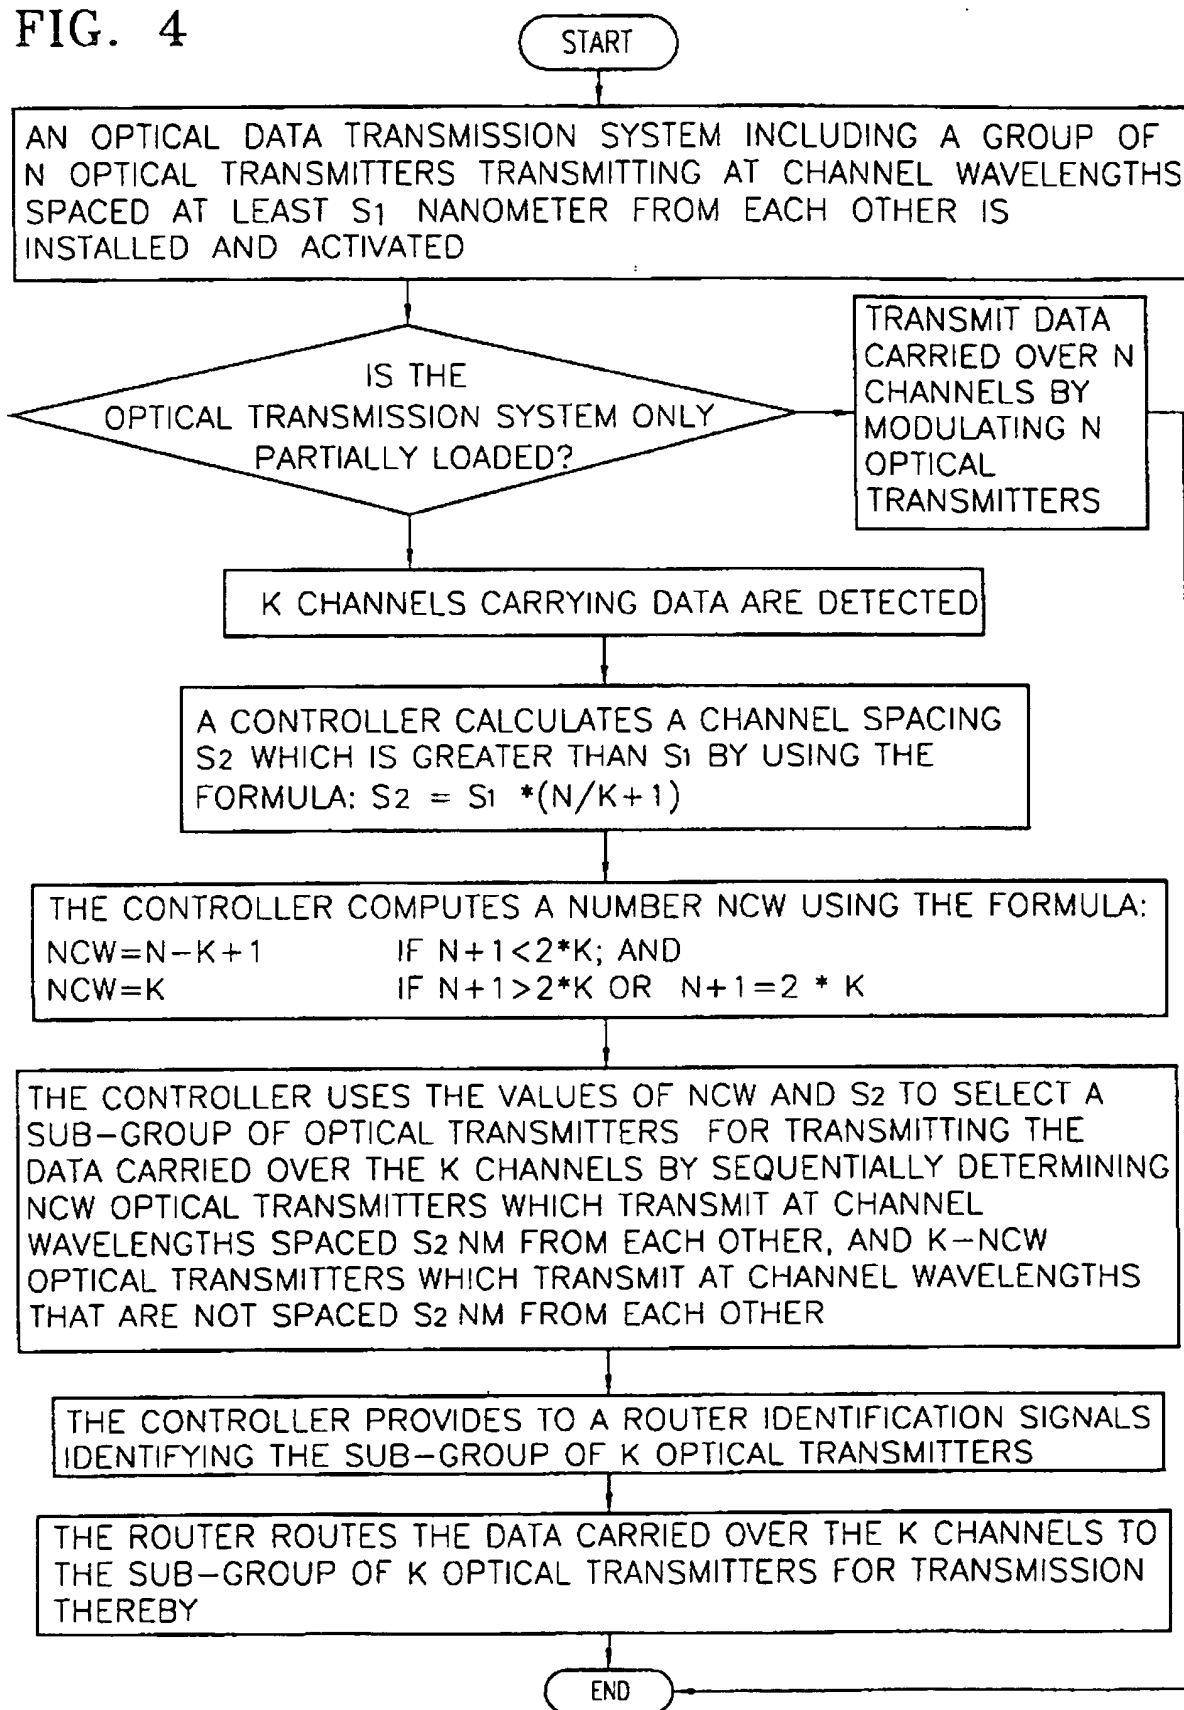 FIG. 4
START
AN OPTICAL DATA TRANSMISSION SYSTEM INCLUDING A GROUP OF
N OPTICAL TRANSMITTERS TRANSMITTING AT CHANNEL WAVELENGTHS
SPACED AT LEAST S1 NANOMETER FROM EACH OTHER IS
INSTALLED AND ACTIVATED
IS THE
OPTICAL TRANSMISSION SYSTEM ONLY
PARTIALLY LOADED?
TRANSMIT DATA
CARRIED OVER N
CHANNELS BY
MODULATING N
OPTICAL
TRANSMITTERS
K CHANNELS CARRYING DATA ARE DETECTED
A CONTROLLER CALCULATES A CHANNEL SPACING
S2 WHICH IS GREATER THAN S1 BY USING THE
FORMULA: S2 = S1 *(N/K+1)
THE CONTROLLER COMPUTES A NUMBER NCW USING THE FORMULA:
NCW=N-K+1 IF N+1<2*K; AND
NCW=K IF N+1>2*K OR N+1=2 * K
THE CONTROLLER USES THE VALUES OF NCW AND S2 TO SELECT A
SUB-GROUP OF OPTICAL TRANSMITTERS FOR TRANSMITTING THE
DATA CARRIED OVER THE K CHANNELS BY SEQUENTIALLY DETERMINING
NCW OPTICAL TRANSMITTERS WHICH TRANSMIT AT CHANNEL
WAVELENGTHS SPACED S2 NM FROM EACH OTHER, AND K-NCW
OPTICAL TRANSMITTERS WHICH TRANSMIT AT CHANNEL WAVELENGTHS
THAT ARE NOT SPACED S2 NM FROM EACH OTHER
THE CONTROLLER PROVIDES TO A ROUTER IDENTIFICATION SIGNALS
IDENTIFYING THE SUB-GROUP OF K OPTICAL TRANSMITTERS
THE ROUTER ROUTES THE DATA CARRIED OVER THE K CHANNELS TO
THE SUB-GROUP OF K OPTICAL TRANSMITTERS FOR TRANSMISSION
THEREBY
END